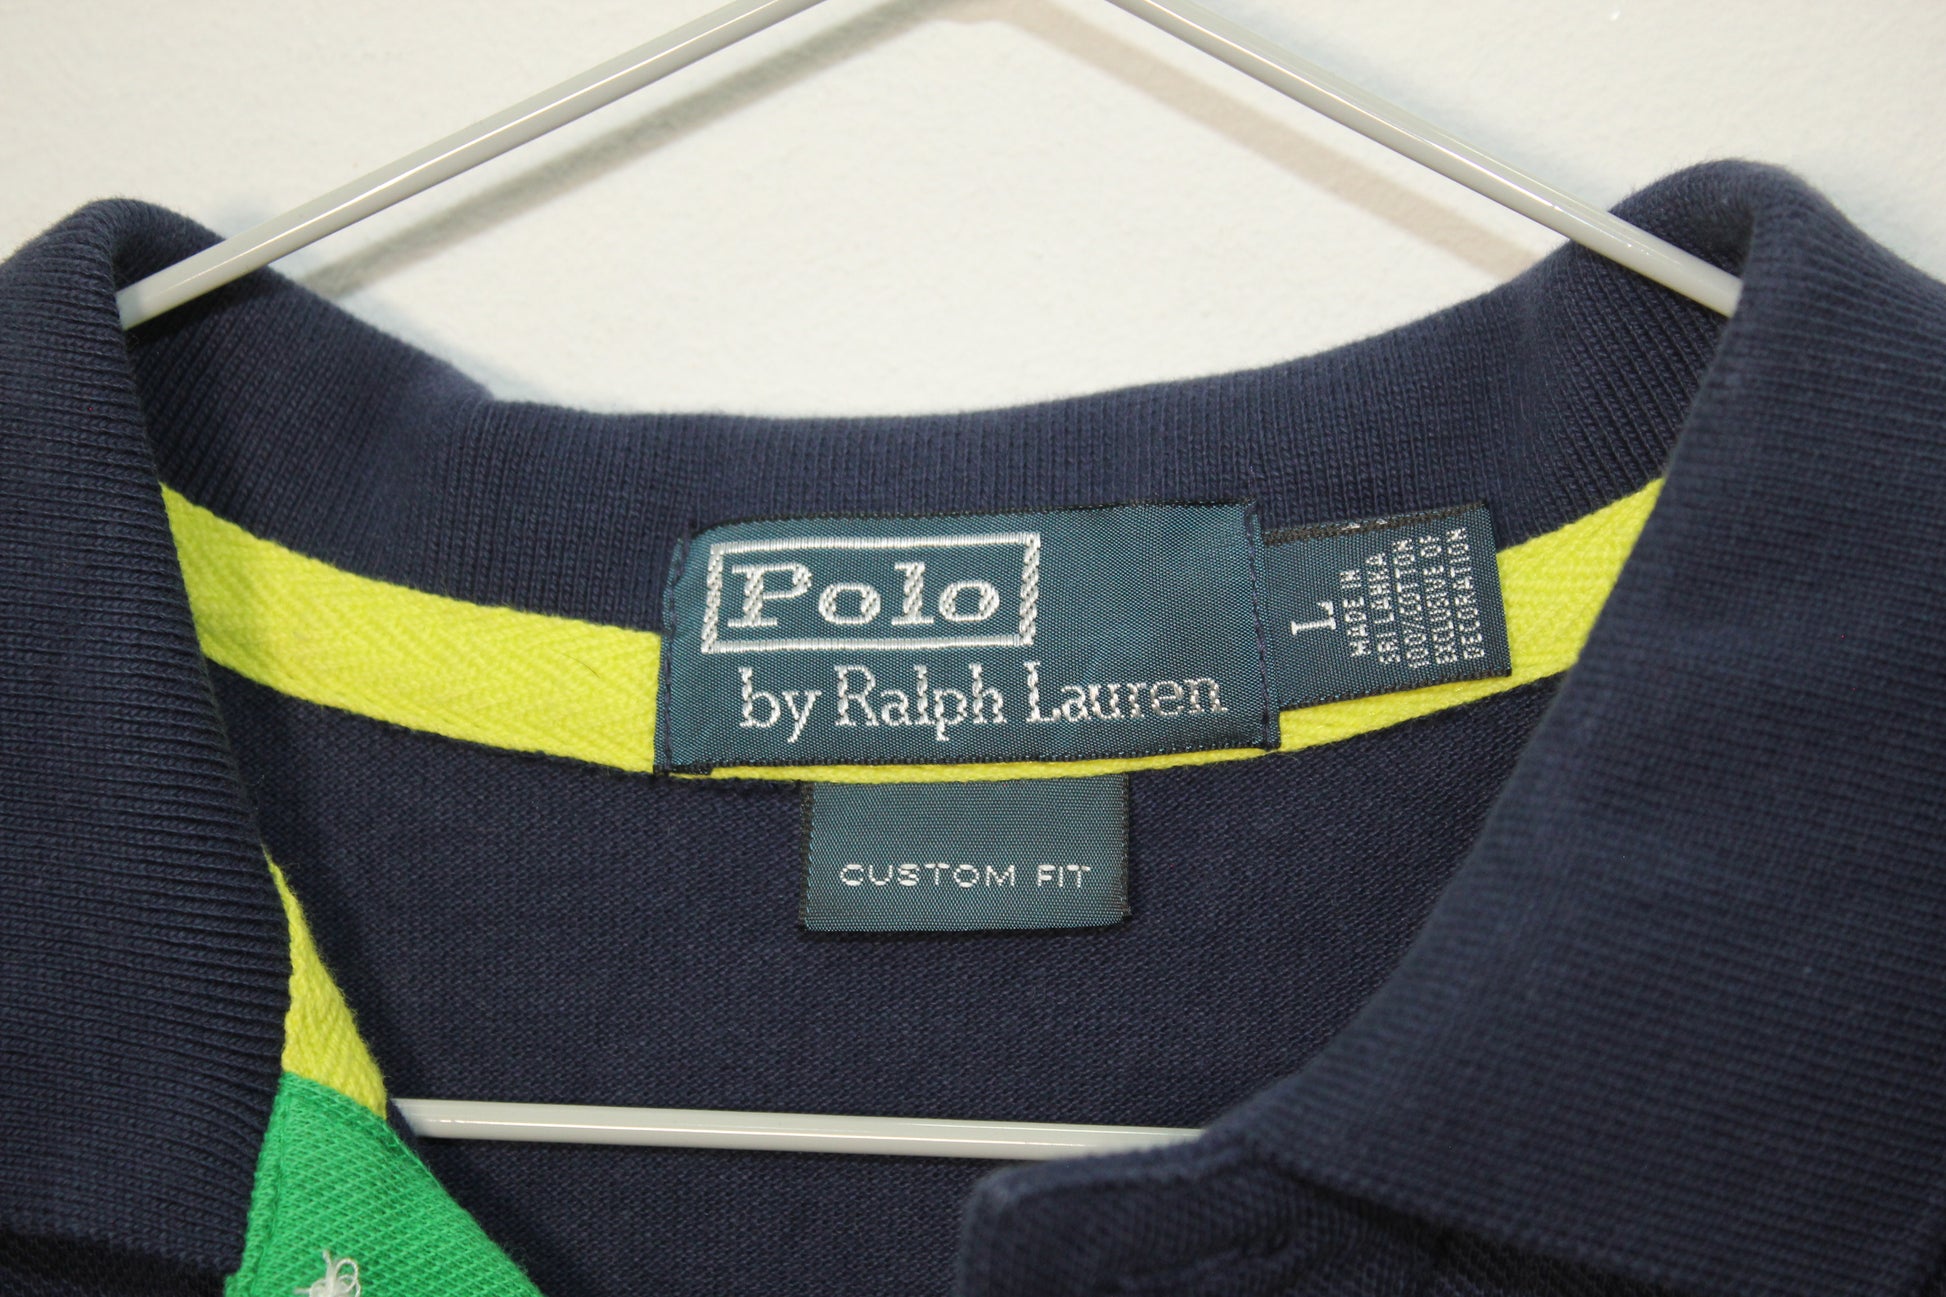 Polo
by Ralph Lauren
L
MADE IN
SRI LANKA
100% COTTON
EXCLUSIVE OF
DECORATION
CUSTOM FIT